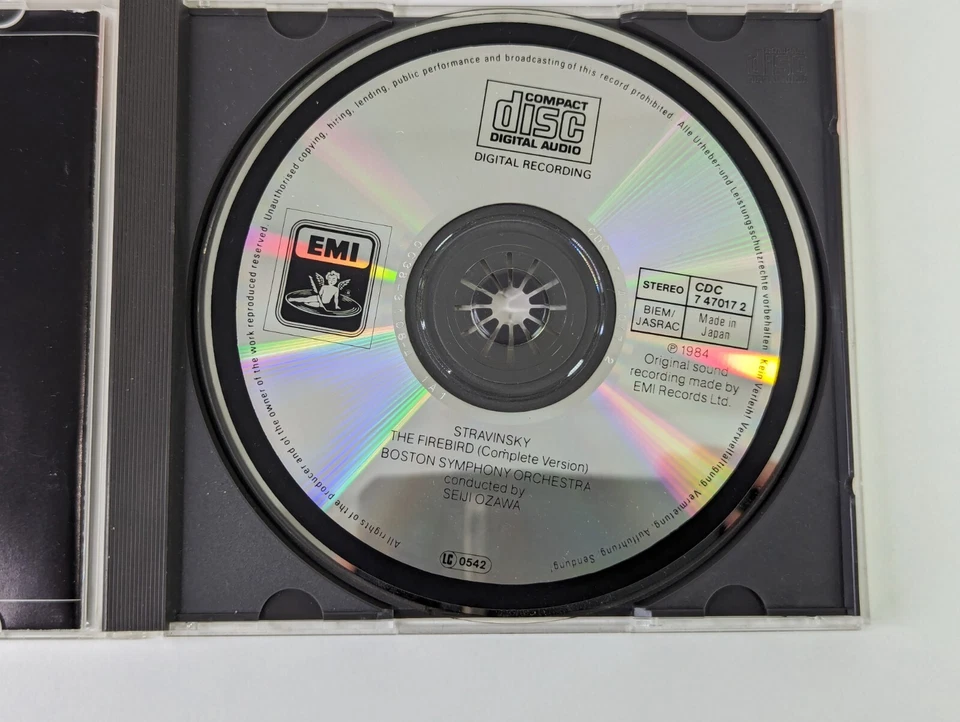 COMPACT
disc
DIGITAL AUDIO
DIGITAL RECORDING
EMI
STEREO
CDC
7 47017 2
BIEM/
JASRAC
Made in
Japan
℗ 1984
Original sound
recording made by
EMI Records Ltd.
STRAVINSKY
THE FIREBIRD (Complete Version)
BOSTON SYMPHONY ORCHESTRA
conducted by
SEIJI OZAWA
LC 0542
All rights of the producer and of the owner of the work reproduced reserved. Unauthorised copying, hiring, lending, public performance and broadcasting of this record prohibited. Alle Urheber-und Leistungsschutzrechte vorbehalten. Kein Verleih! Vervielfältigung, Vermietung, Aufführung, Sendung!